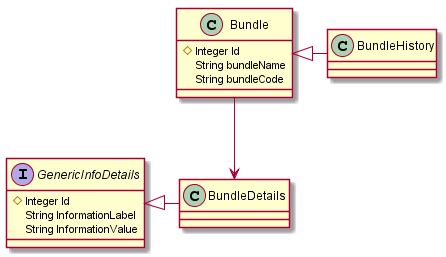 C Bundle
Integer Id
String bundleName
String bundleCode
C BundleHistory
I GenericInfoDetails
Integer Id
String InformationLabel
String InformationValue
C BundleDetails